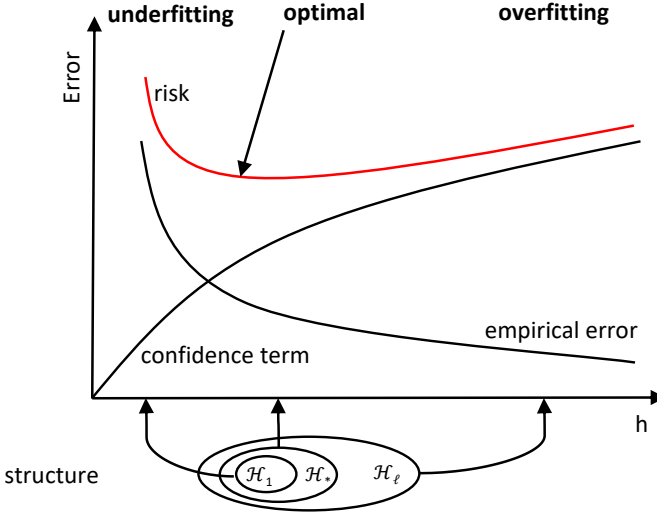 underfitting optimal overfitting
Error
risk
empirical error
confidence term
h
structure ℋ₁ ℋ* ℋℓ